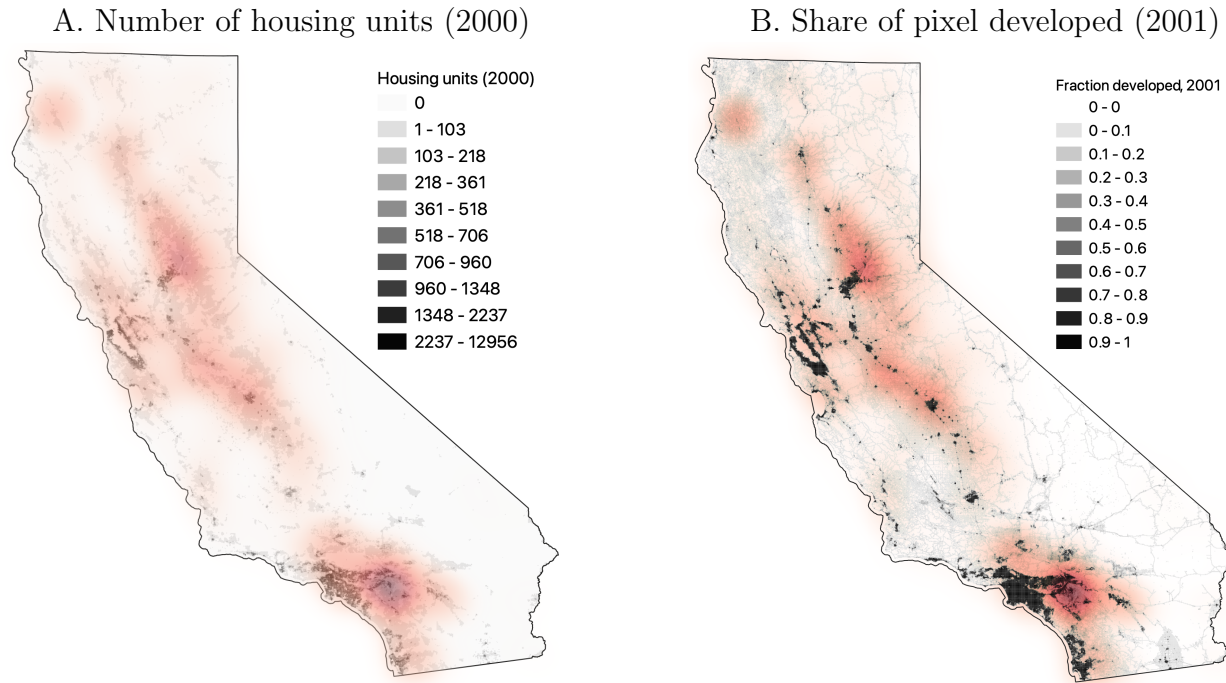 A. Number of housing units (2000)
Housing units (2000)
0
1 - 103
103 - 218
218 - 361
361 - 518
518 - 706
706 - 960
960 - 1348
1348 - 2237
2237 - 12956
B. Share of pixel developed (2001)
Fraction developed, 2001
0 - 0
0 - 0.1
0.1 - 0.2
0.2 - 0.3
0.3 - 0.4
0.4 - 0.5
0.5 - 0.6
0.6 - 0.7
0.7 - 0.8
0.8 - 0.9
0.9 - 1